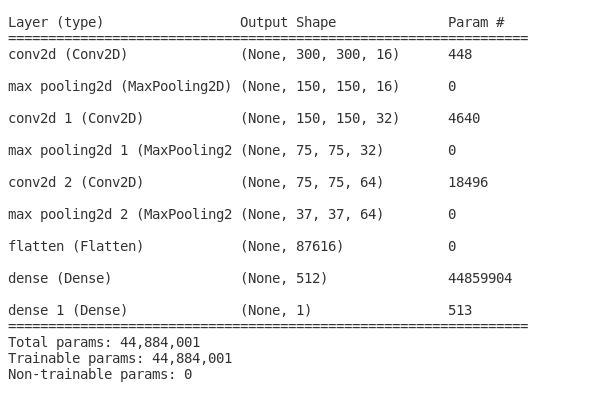 Layer (type)                 Output Shape              Param #
=================================================================
conv2d (Conv2D)              (None, 300, 300, 16)      448
max pooling2d (MaxPooling2D) (None, 150, 150, 16)      0
conv2d 1 (Conv2D)            (None, 150, 150, 32)      4640
max pooling2d 1 (MaxPooling2 (None, 75, 75, 32)        0
conv2d 2 (Conv2D)            (None, 75, 75, 64)        18496
max pooling2d 2 (MaxPooling2 (None, 37, 37, 64)        0
flatten (Flatten)            (None, 87616)             0
dense (Dense)                (None, 512)               44859904
dense 1 (Dense)              (None, 1)                 513
=================================================================
Total params: 44,884,001
Trainable params: 44,884,001
Non-trainable params: 0